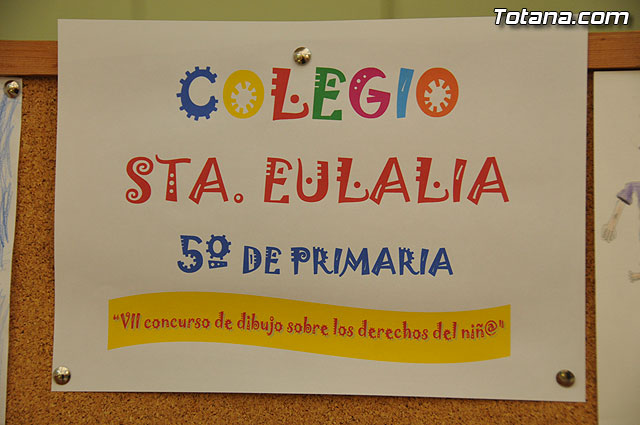 Totana.com
COLEGIO
STA. EULALIA
5º DE PRIMARIA
"VII concurso de dibujo sobre los derechos del niñ@"